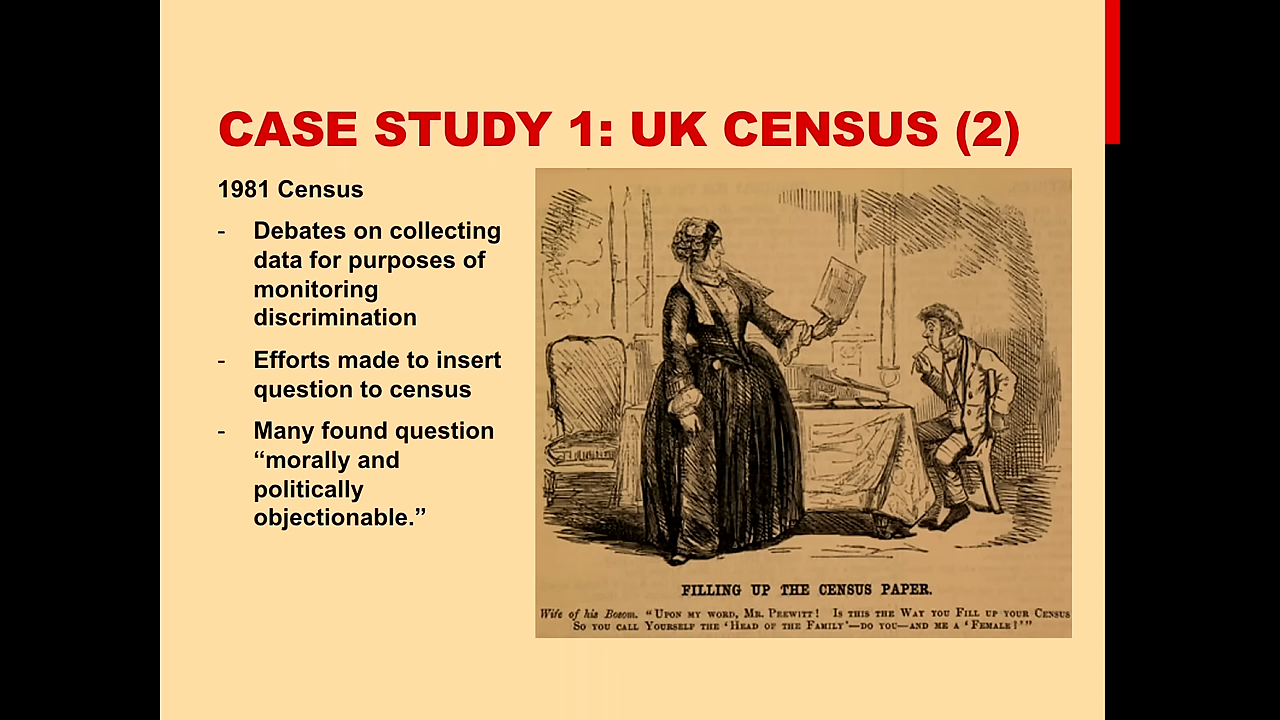 CASE STUDY 1: UK CENSUS (2)
1981 Census
- Debates on collecting
data for purposes of
monitoring
discrimination
- Efforts made to insert
question to census
- Many found question
“morally and
politically
objectionable.”
FILLING UP THE CENSUS PAPER.
Wife of his Bosom. “Upon my word, Mr. Prewitt! Is this the Way you Fill up your Census
So you call Yourself the ‘Head of the Family’—do you—and me a ‘Female!’”